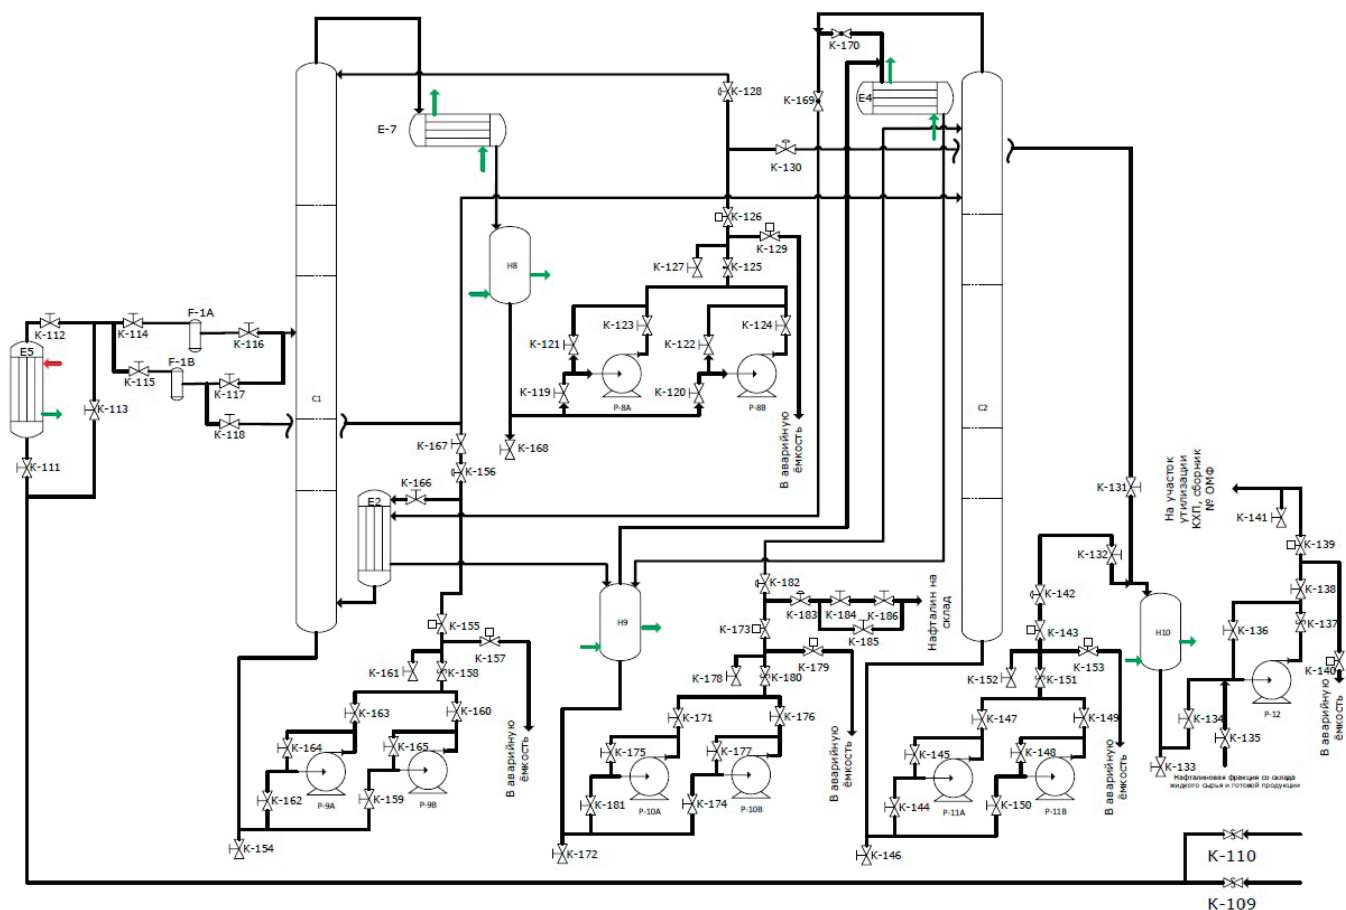 К-170
К-128
К-169
E4
E-7
К-130
К-126
К-129
К-127
К-125
H8
F-1A
К-112
К-114
К-116
К-123
К-124
К-121
К-122
E5
F-1B
К-115
К-117
К-119
К-120
P-8A
P-8B
C1
C2
К-113
К-118
В аварийную
ёмкость
К-167
К-168
К-111
К-156
К-166
E2
К-131
На участок
утилизации
КХП, сборник
№ ОМФ
К-141
К-139
К-132
К-138
К-182
К-142
К-183
К-184
К-186
К-185
Нафталин на
склад
К-155
К-157
К-173
К-179
H9
К-143
К-153
H10
К-136
К-137
К-161
К-158
К-178
К-180
К-152
К-151
К-140
P-12
К-163
К-160
К-171
К-176
К-147
К-149
К-134
К-135
В аварийную
ёмкость
К-164
К-165
В аварийную
ёмкость
К-175
К-177
В аварийную
ёмкость
К-145
К-148
В аварийную
ёмкость
К-133
Нафталиновая фракция со склада
жидкого сырья и готовой продукции
К-162
К-159
P-9A
P-9B
К-181
К-174
P-10A
P-10B
К-144
К-150
P-11A
P-11B
К-154
К-172
К-146
К-110
К-109